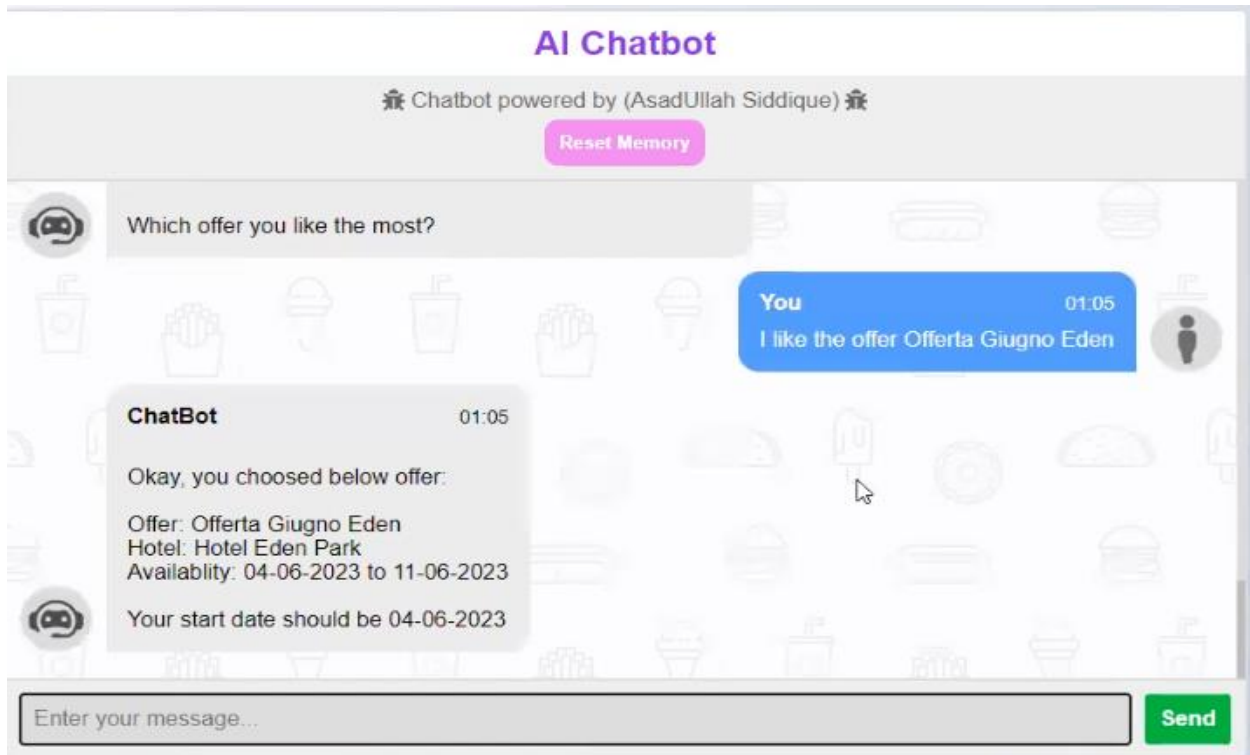 AI Chatbot
Chatbot powered by (AsadUllah Siddique)
Reset Memory
Which offer you like the most?
You 01:05
I like the offer Offerta Giugno Eden
ChatBot 01:05
Okay, you choosed below offer:
Offer: Offerta Giugno Eden
Hotel: Hotel Eden Park
Availablity: 04-06-2023 to 11-06-2023
Your start date should be 04-06-2023
Enter your message...
Send